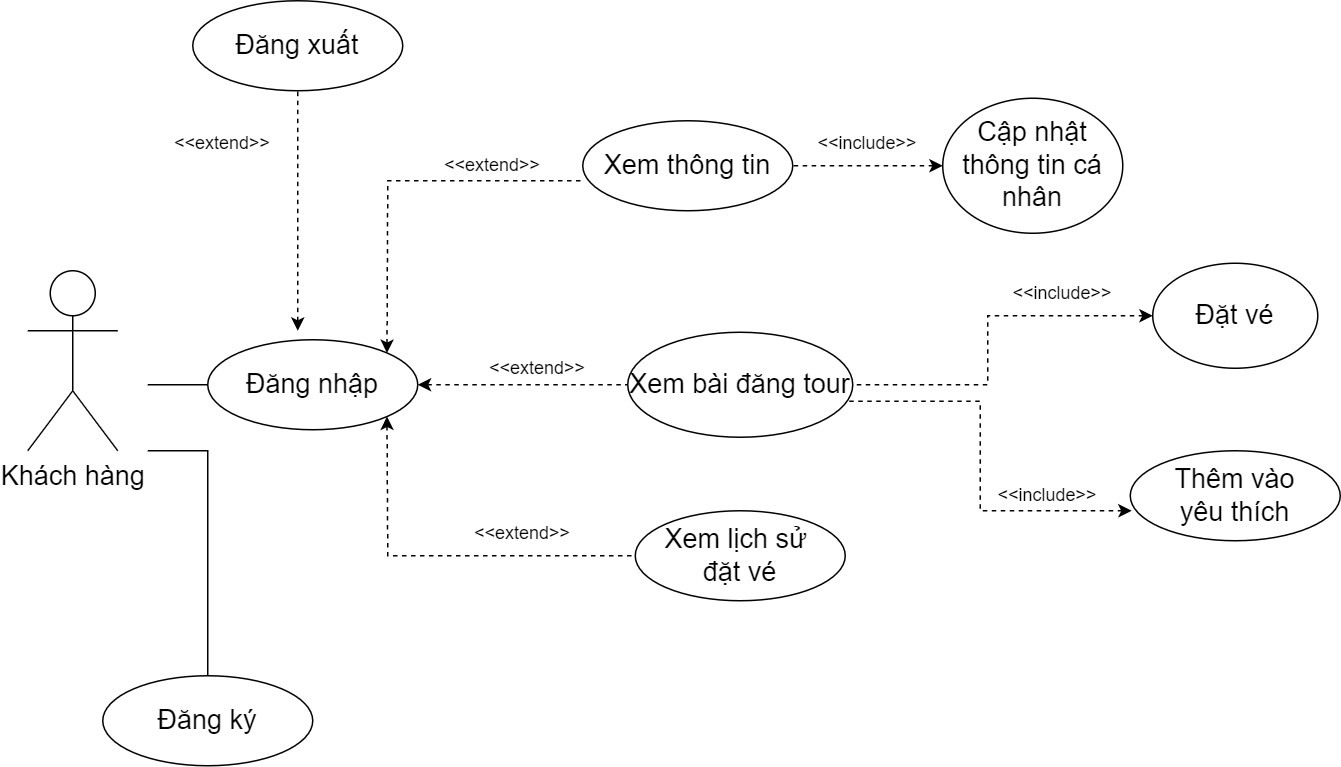 Đăng xuất
<<extend>>
<<extend>>
Xem thông tin
<<include>>
Cập nhật
thông tin cá
nhân
<<include>>
Đặt vé
Đăng nhập
<<extend>>
Xem bài đăng tour
Khách hàng
<<include>>
Thêm vào
yêu thích
<<extend>>
Xem lịch sử
đặt vé
Đăng ký